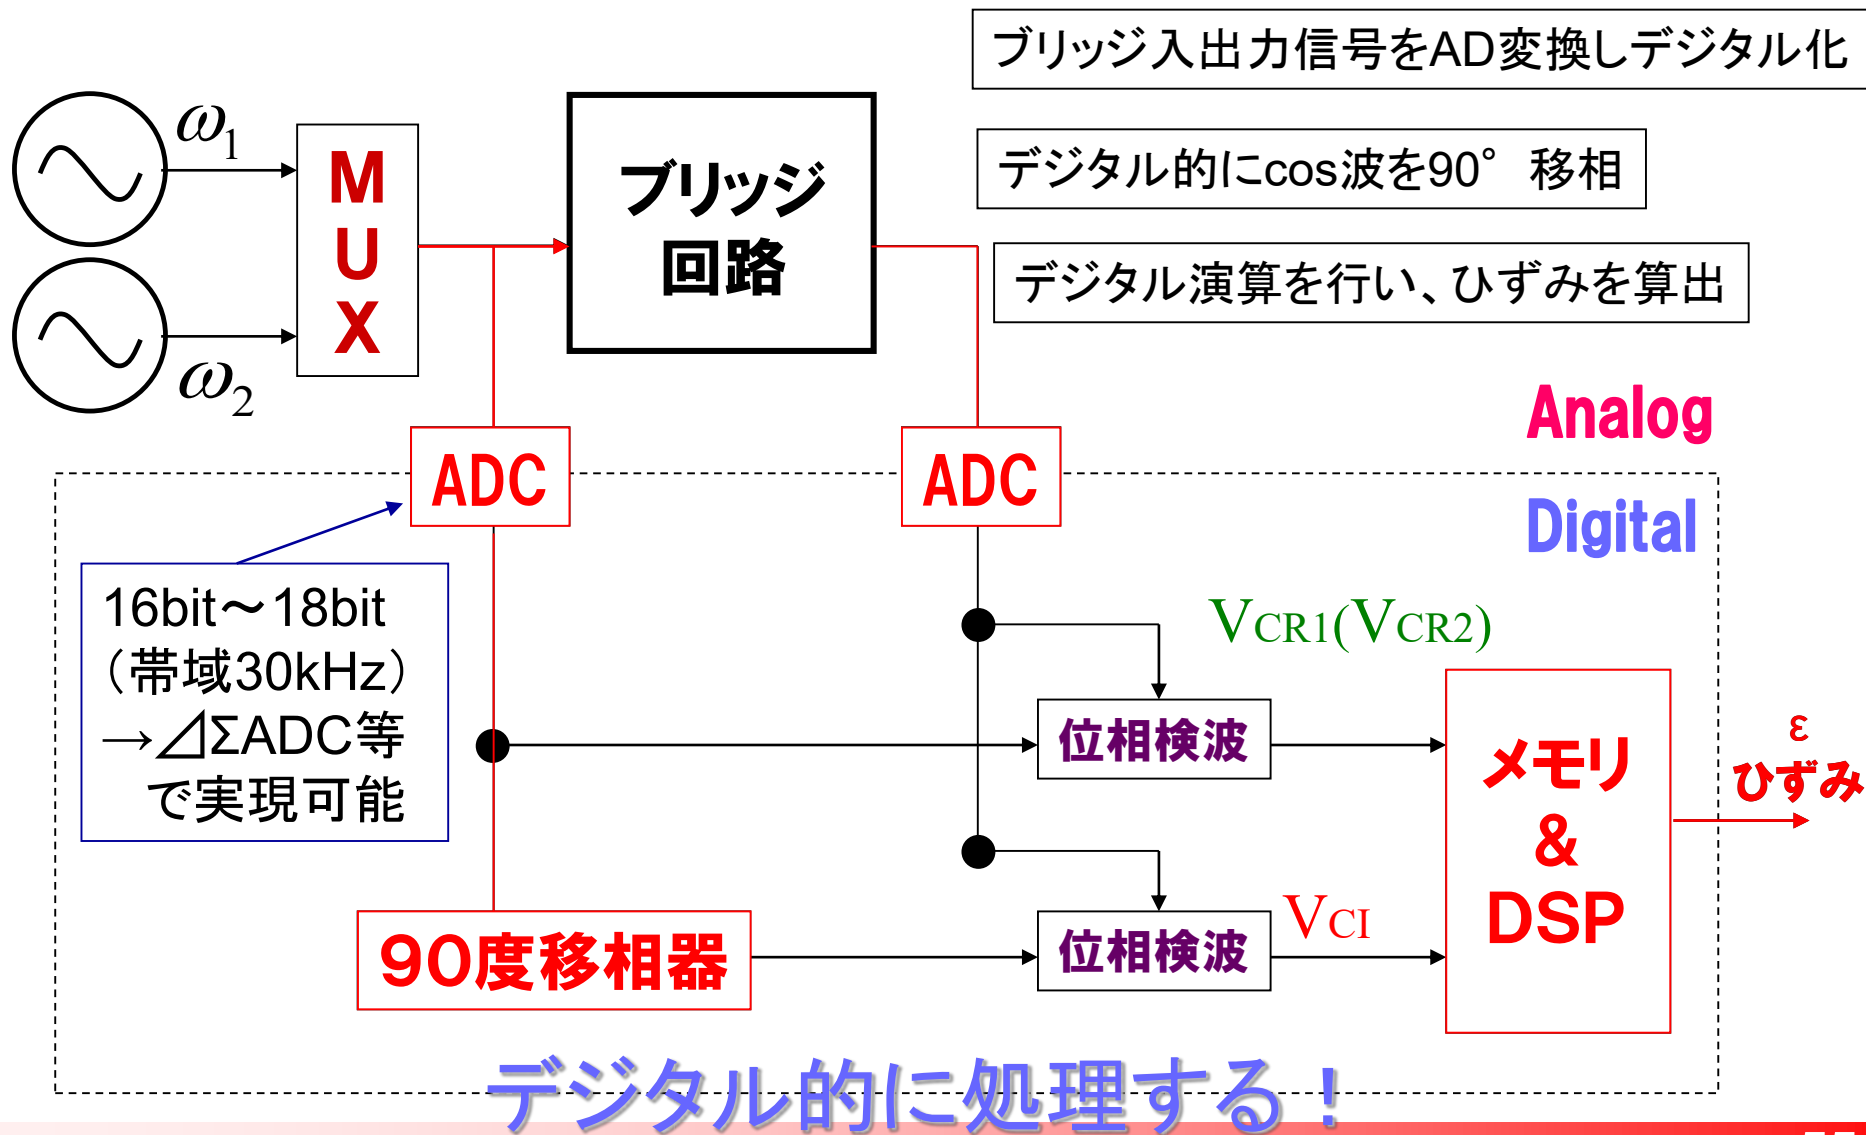 ブリッジ入出力信号をAD変換しデジタル化
デジタル的にcos波を90°移相
デジタル演算を行い、ひずみを算出
ω1
ω2
M
U
X
ブリッジ
回路
Analog
Digital
ADC
ADC
16bit～18bit
（帯域30kHz）
→⊿ΣADC等
で実現可能
VCR1(VCR2)
位相検波
メモリ
&
DSP
ε
ひずみ
90度移相器
位相検波
VCI
デジタル的に処理する！